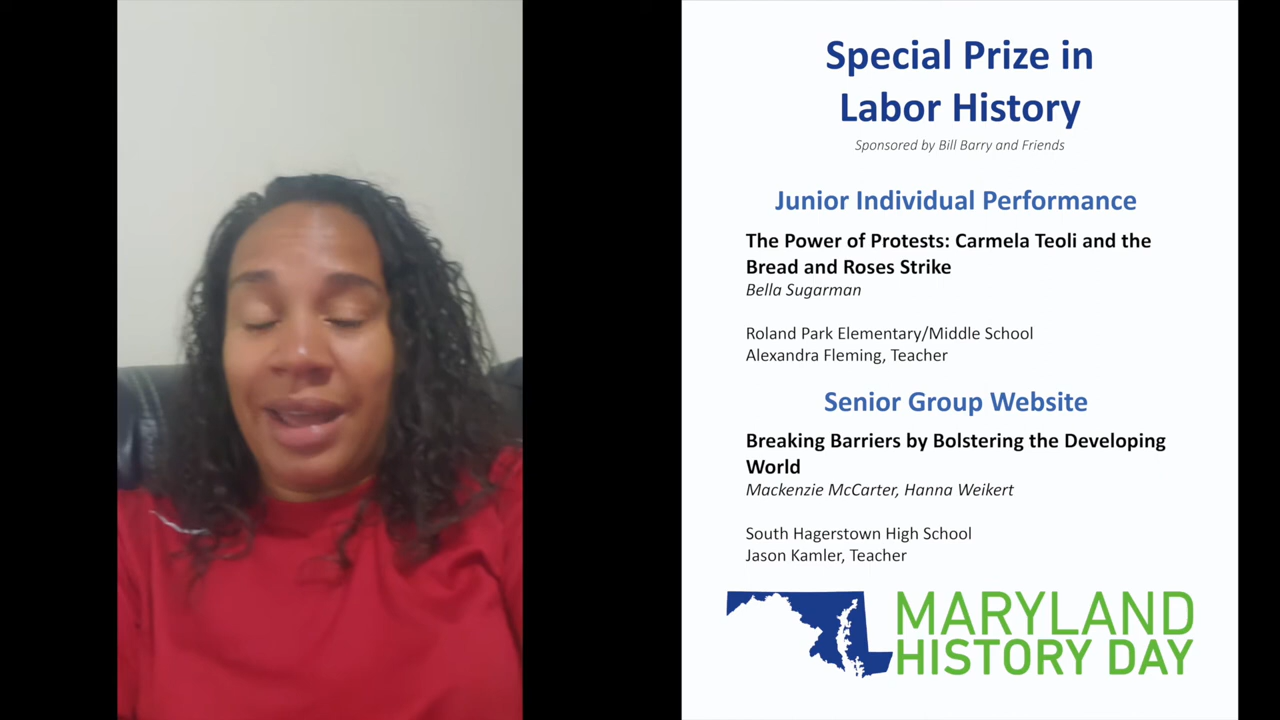 Special Prize in
Labor History
Sponsored by Bill Barry and Friends
Junior Individual Performance
The Power of Protests: Carmela Teoli and the
Bread and Roses Strike
Bella Sugarman
Roland Park Elementary/Middle School
Alexandra Fleming, Teacher
Senior Group Website
Breaking Barriers by Bolstering the Developing
World
Mackenzie McCarter, Hanna Weikert
South Hagerstown High School
Jason Kamler, Teacher
MARYLAND
HISTORY DAY